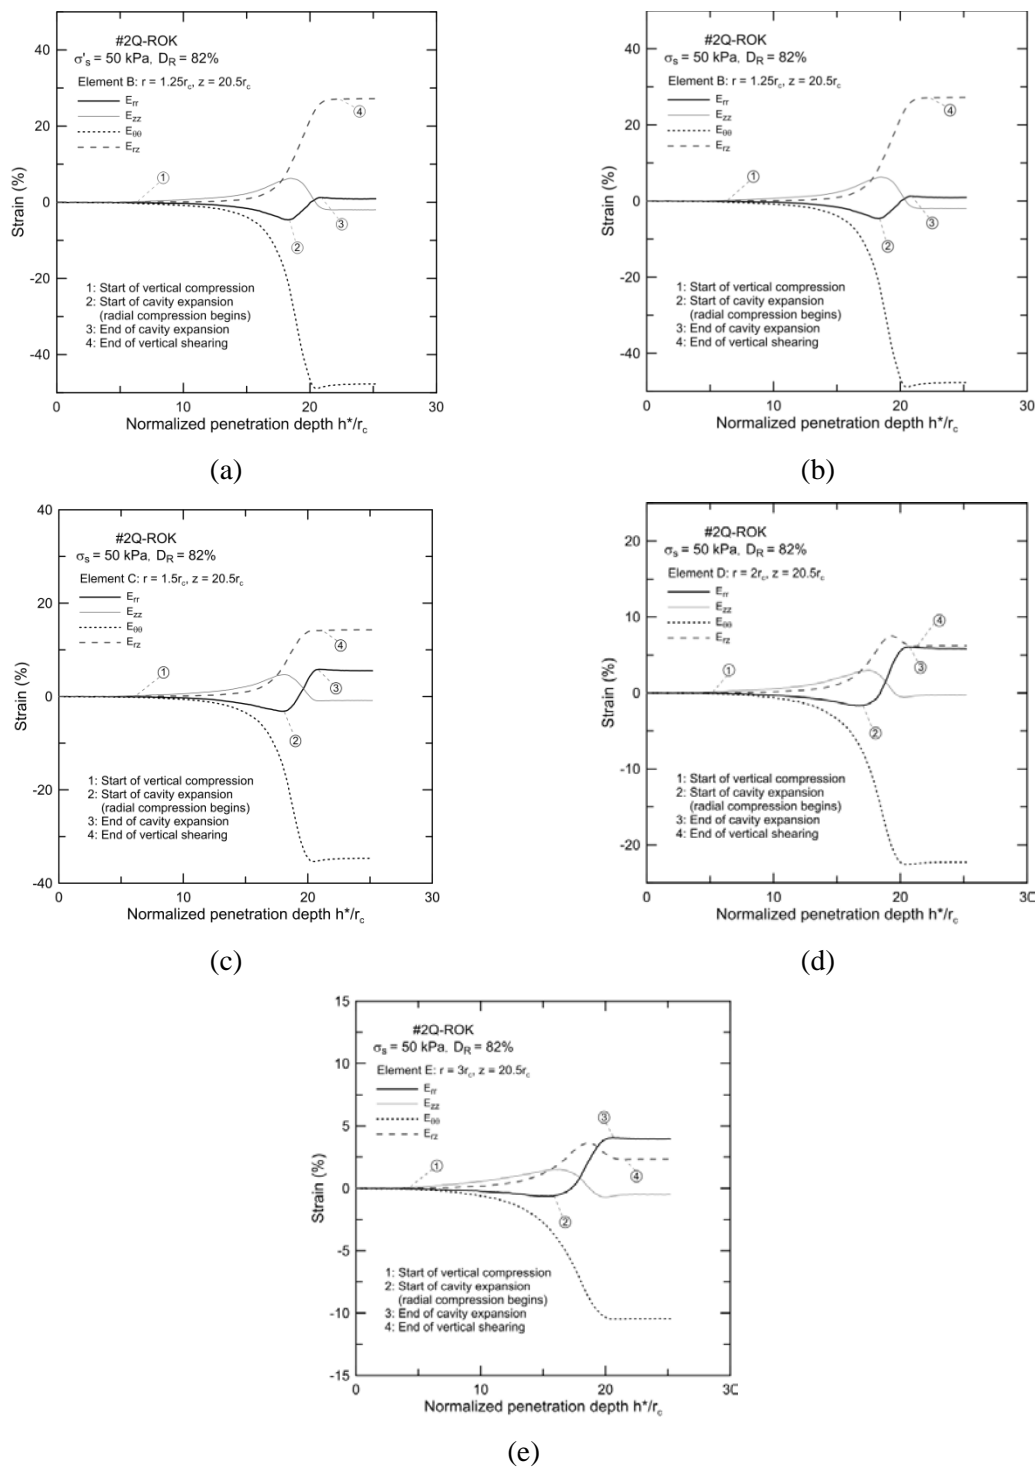 40
20
0
-20
-40
Strain (%)
#2Q-ROK
σ's = 50 kPa, DR = 82%
Element B: r = 1.25rc, z = 20.5rc
Err
Ezz
Eθθ
Erz
1
2
3
4
1: Start of vertical compression
2: Start of cavity expansion
(radial compression begins)
3: End of cavity expansion
4: End of vertical shearing
0 10 20 30
Normalized penetration depth h*/rc
(a)
40
20
0
-20
-40
Strain (%)
#2Q-ROK
σs = 50 kPa, DR = 82%
Element B: r = 1.25rc, z = 20.5rc
Err
Ezz
Eθθ
Erz
1
2
3
4
1: Start of vertical compression
2: Start of cavity expansion
(radial compression begins)
3: End of cavity expansion
4: End of vertical shearing
0 10 20 30
Normalized penetration depth h*/rc
(b)
40
20
0
-20
-40
Strain (%)
#2Q-ROK
σs = 50 kPa, DR = 82%
Element C: r = 1.5rc, z = 20.5rc
Err
Ezz
Eθθ
Erz
1
2
3
4
1: Start of vertical compression
2: Start of cavity expansion
(radial compression begins)
3: End of cavity expansion
4: End of vertical shearing
0 10 20 30
Normalized penetration depth h*/rc
(c)
20
10
0
-10
-20
Strain (%)
#2Q-ROK
σs = 50 kPa, DR = 82%
Element D: r = 2rc, z = 20.5rc
Err
Ezz
Eθθ
Erz
1
2
3
4
1: Start of vertical compression
2: Start of cavity expansion
(radial compression begins)
3: End of cavity expansion
4: End of vertical shearing
0 10 20 30
Normalized penetration depth h*/rc
(d)
15
10
5
0
-5
-10
-15
Strain (%)
#2Q-ROK
σs = 50 kPa, DR = 82%
Element E: r = 3rc, z = 20.5rc
Err
Ezz
Eθθ
Erz
1
2
3
4
1: Start of vertical compression
2: Start of cavity expansion
(radial compression begins)
3: End of cavity expansion
4: End of vertical shearing
0 10 20 30
Normalized penetration depth h*/rc
(e)